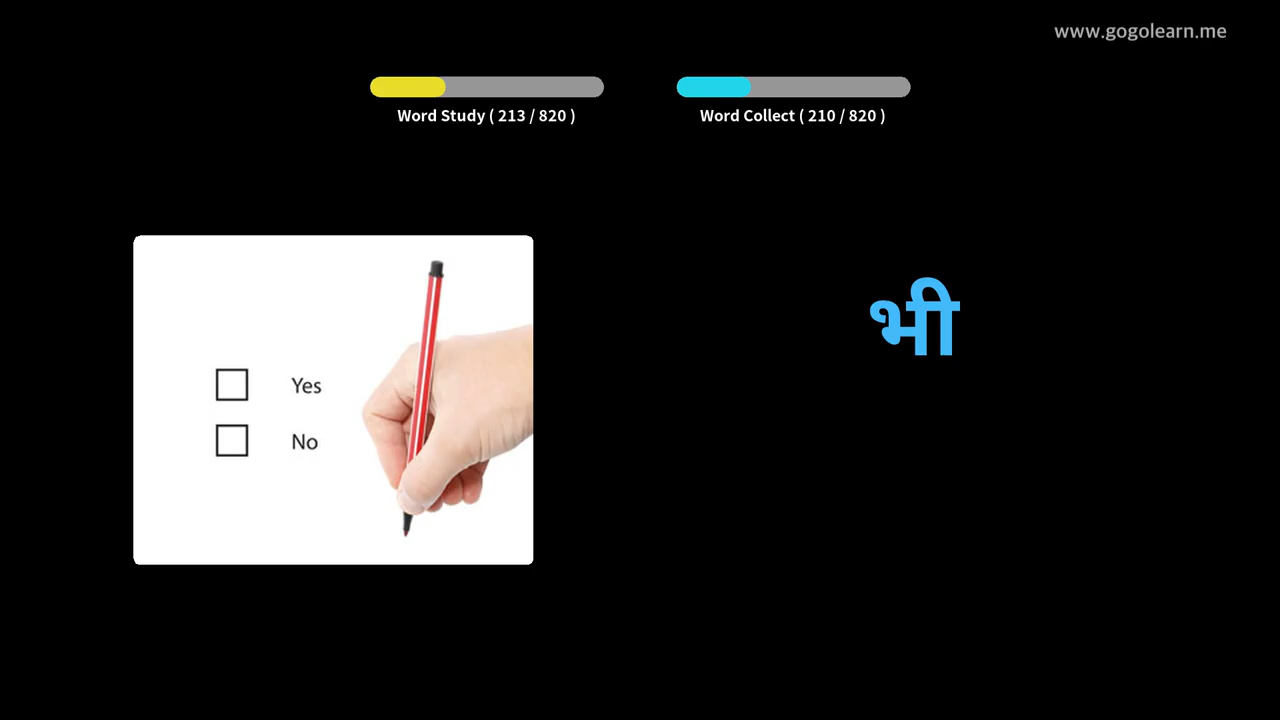 www.gogolearn.me
Word Study ( 213 / 820 )
Word Collect ( 210 / 820 )
भी
Yes
No